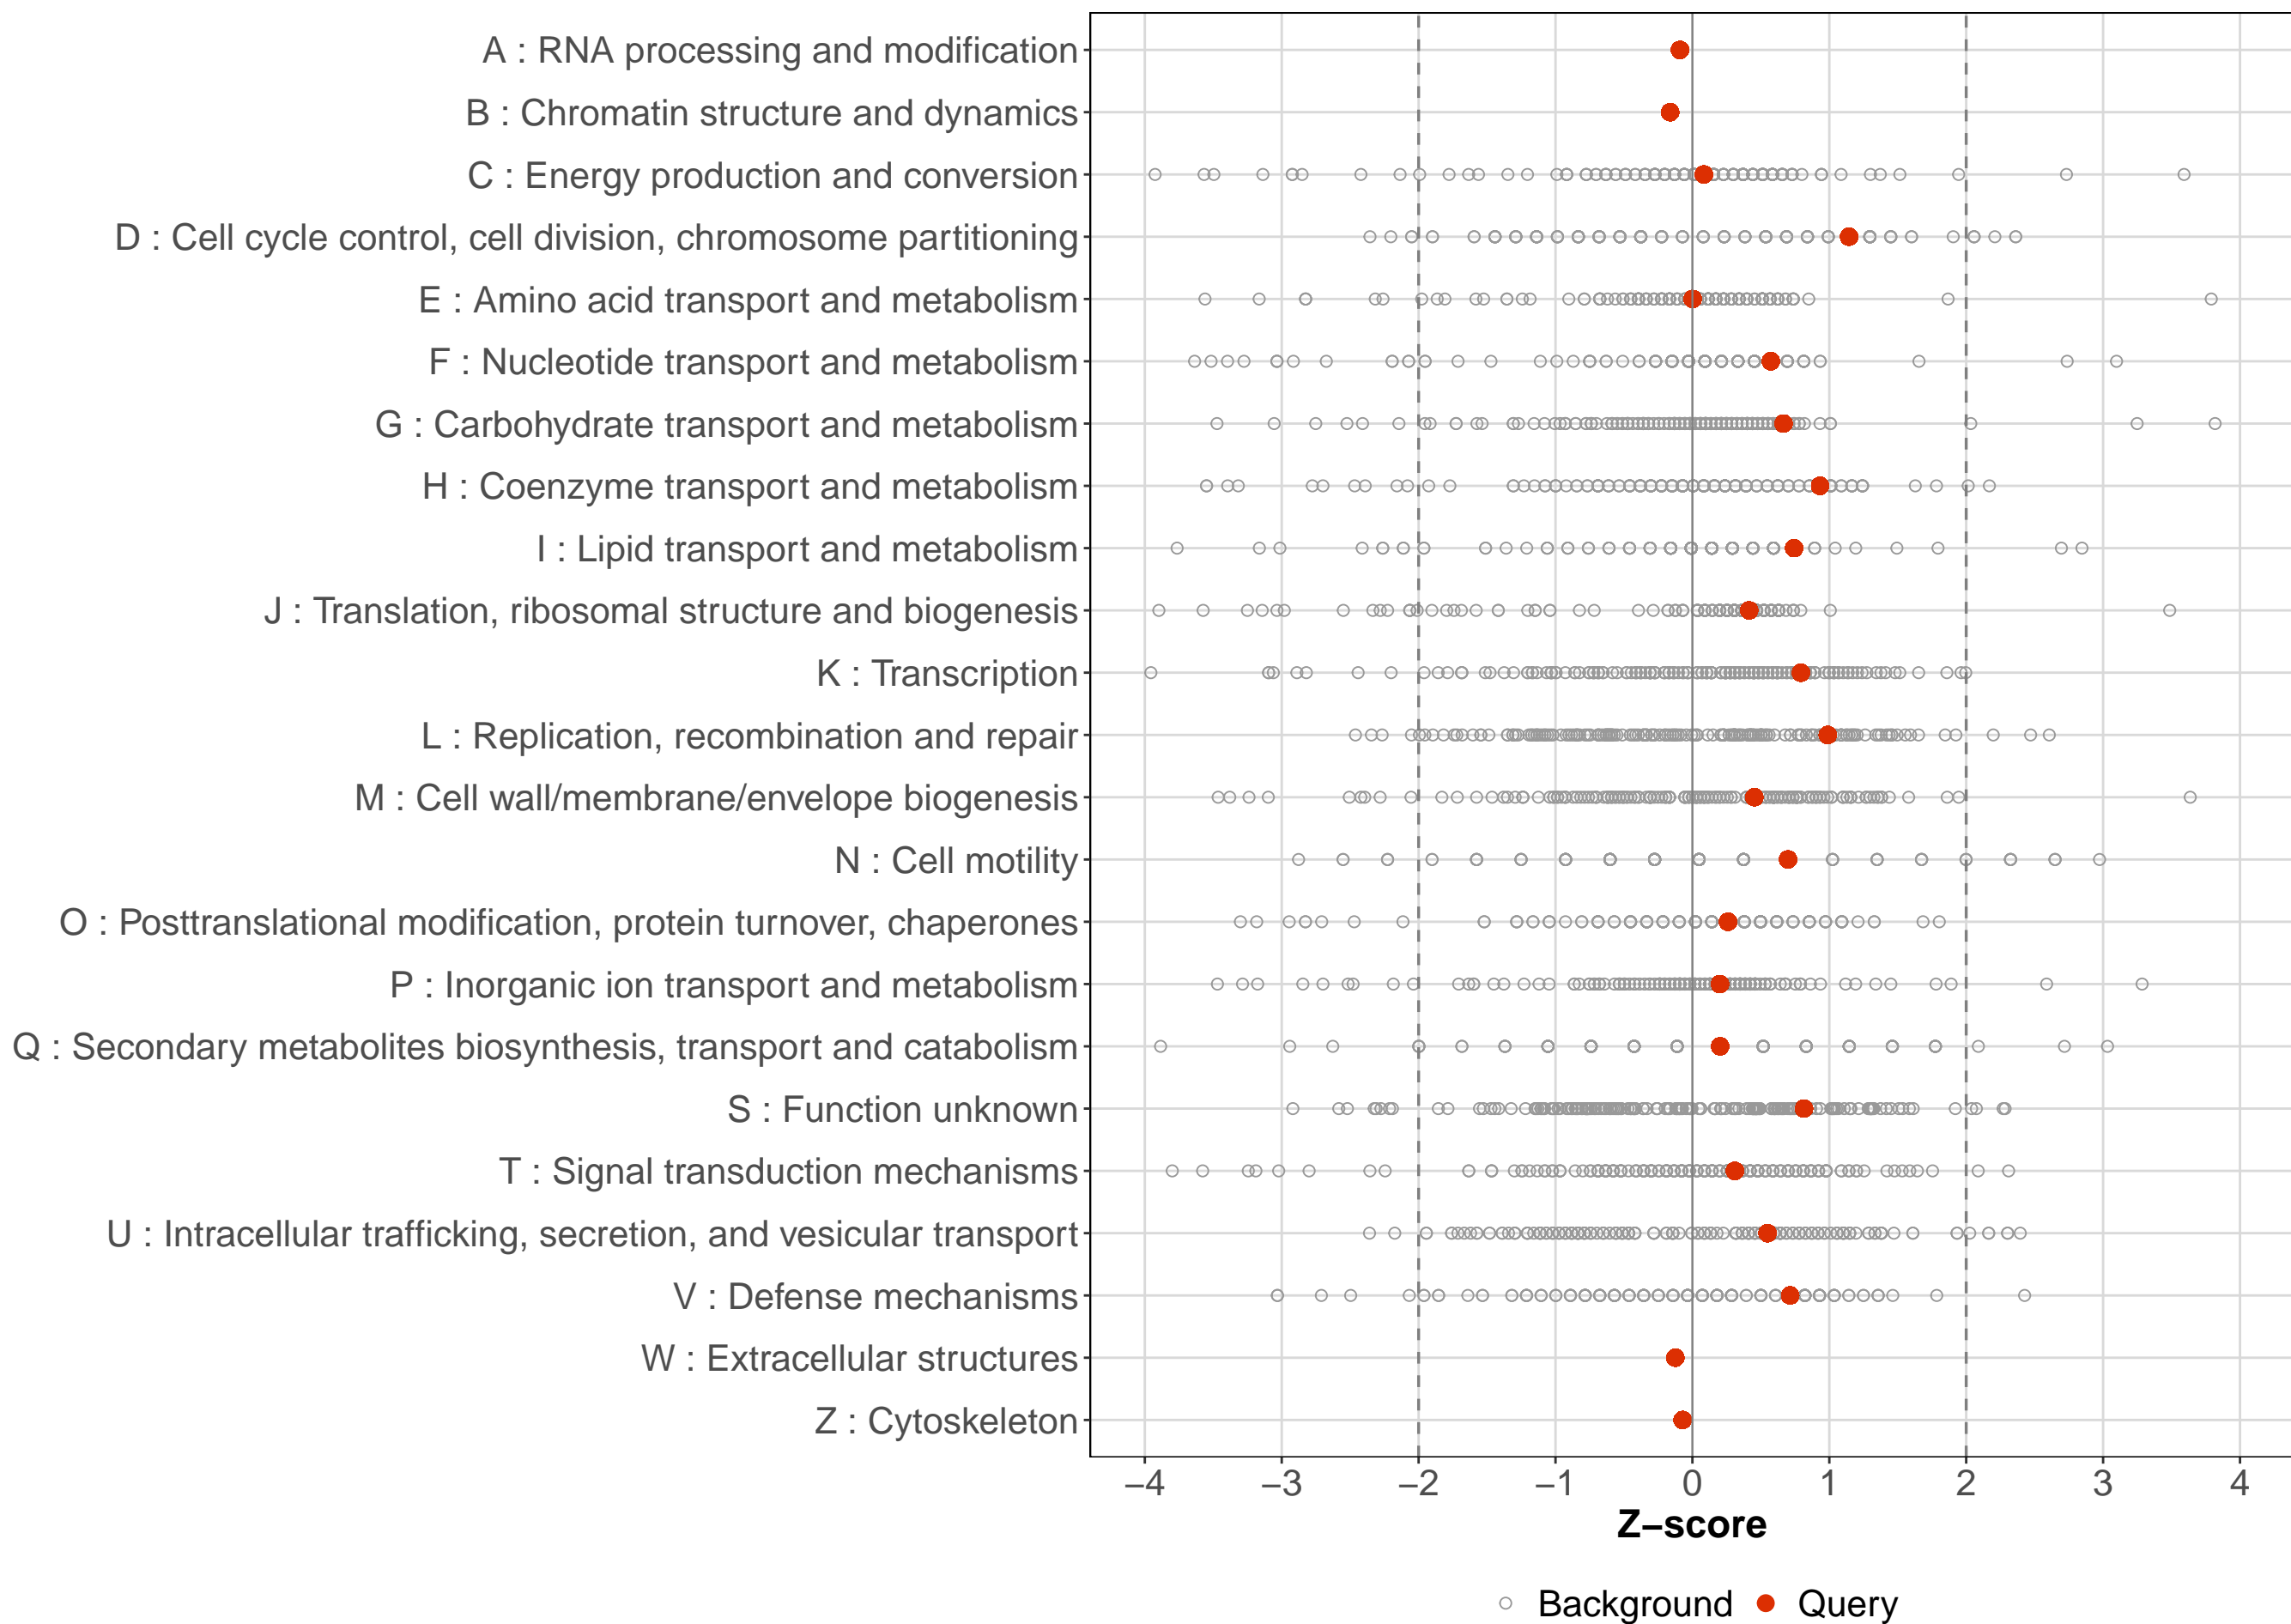 A : RNA processing and modification
B : Chromatin structure and dynamics
C : Energy production and conversion
D : Cell cycle control, cell division, chromosome partitioning
E : Amino acid transport and metabolism
F : Nucleotide transport and metabolism
G : Carbohydrate transport and metabolism
H : Coenzyme transport and metabolism
I : Lipid transport and metabolism
J : Translation, ribosomal structure and biogenesis
K : Transcription
L : Replication, recombination and repair
M : Cell wall/membrane/envelope biogenesis
N : Cell motility
O : Posttranslational modification, protein turnover, chaperones
P : Inorganic ion transport and metabolism
Q : Secondary metabolites biosynthesis, transport and catabolism
S : Function unknown
T : Signal transduction mechanisms
U : Intracellular trafficking, secretion, and vesicular transport
V : Defense mechanisms
W : Extracellular structures
Z : Cytoskeleton
−4 −3 −2 −1 0 1 2 3 4
Z−score
Background Query